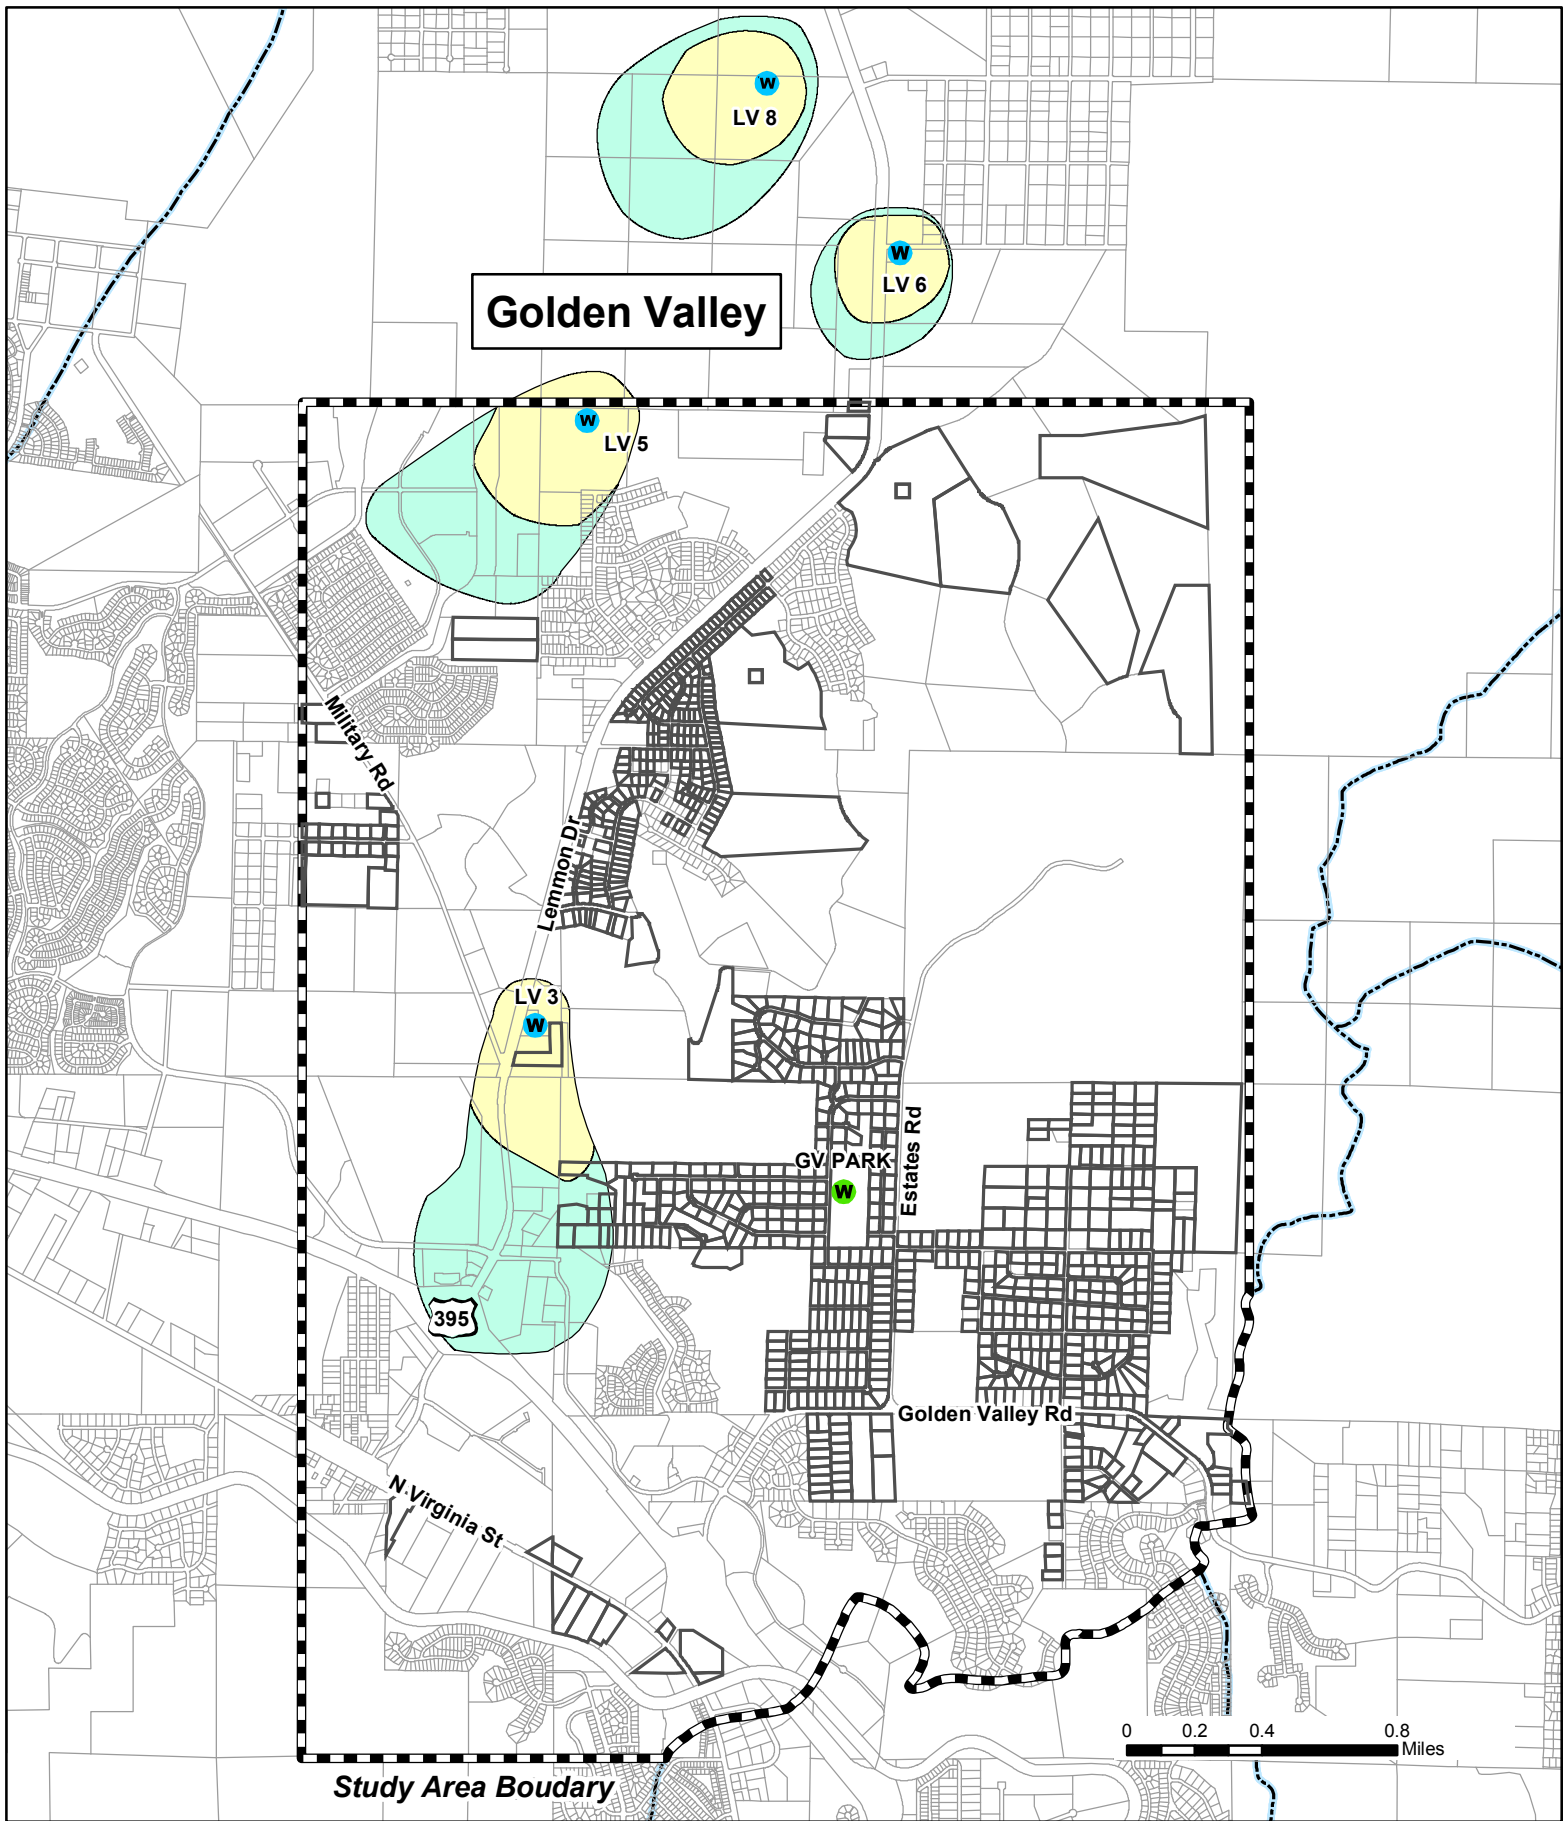 W
LV 8
W
LV 6
Golden Valley
W
LV 5
Military Rd
Lemmon Dr
LV 3
W
Estates Rd
GV PARK
W
395
Golden Valley Rd
N Virginia St
0 0.2 0.4 0.8
Miles
Study Area Boudary